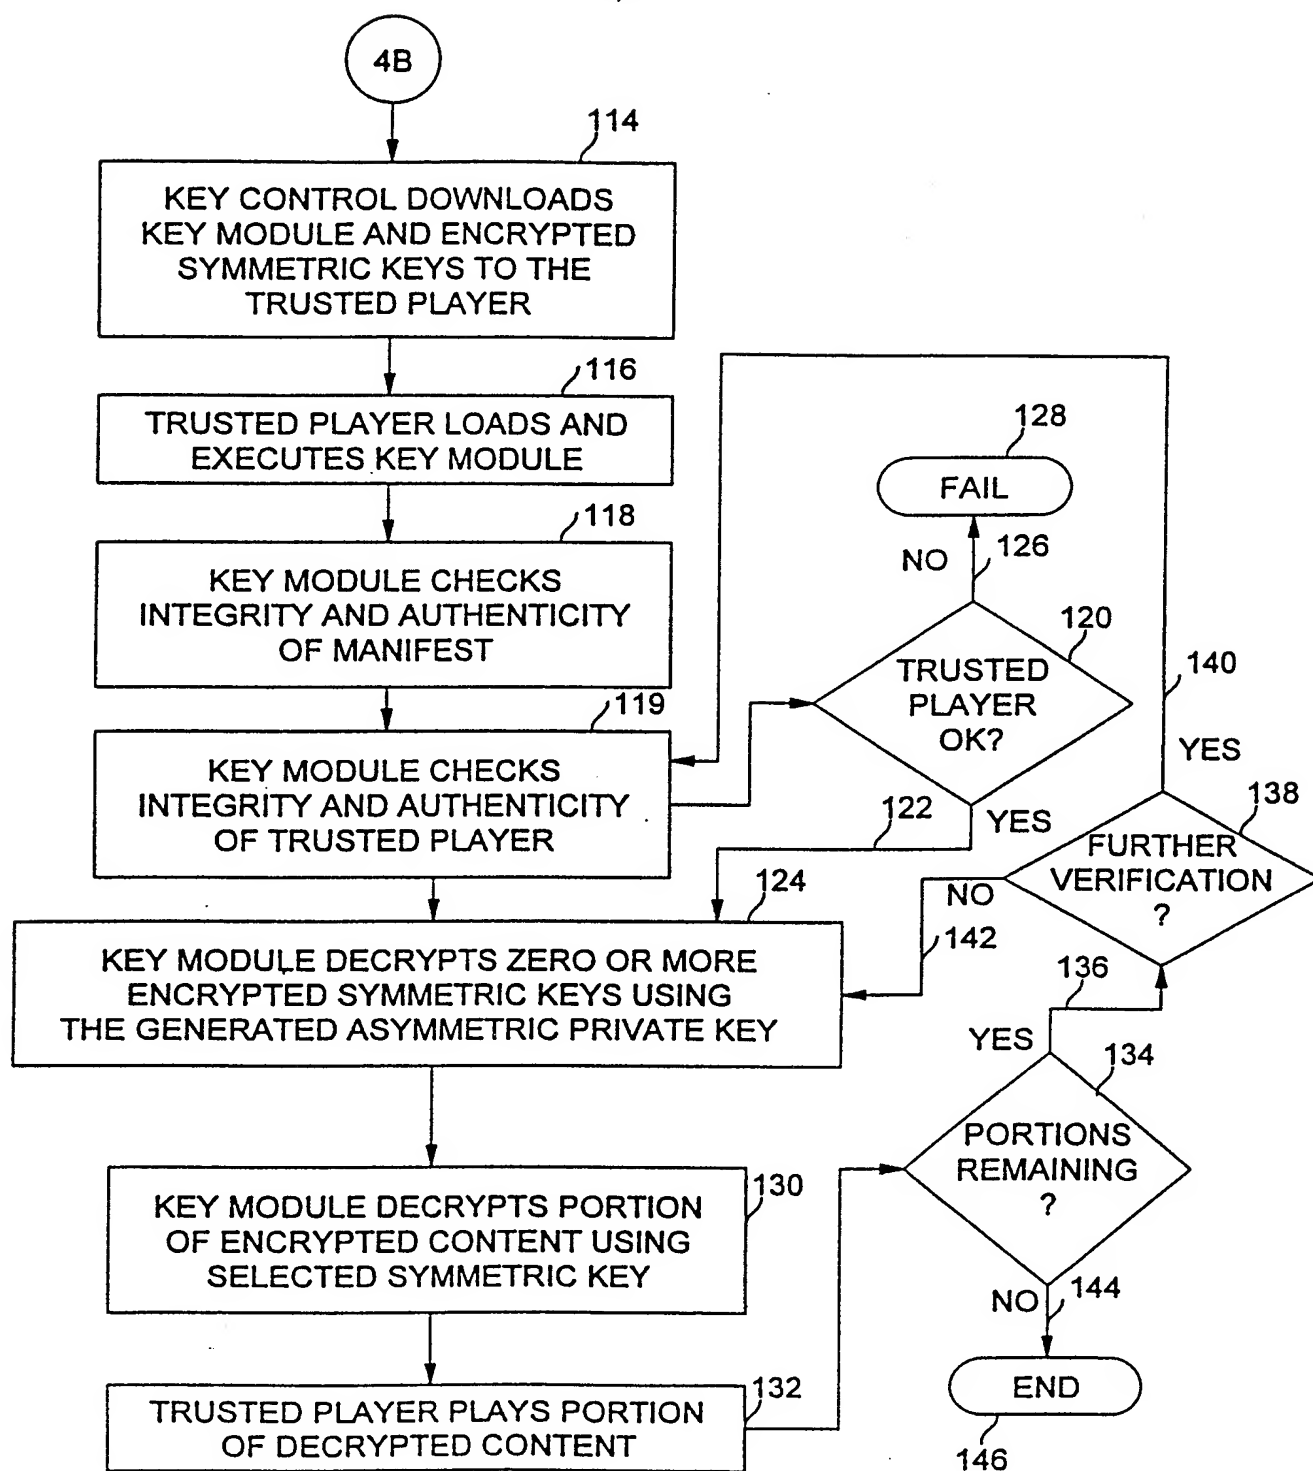 4B
114
KEY CONTROL DOWNLOADS
KEY MODULE AND ENCRYPTED
SYMMETRIC KEYS TO THE
TRUSTED PLAYER
116
TRUSTED PLAYER LOADS AND
EXECUTES KEY MODULE
128
FAIL
118
KEY MODULE CHECKS
INTEGRITY AND AUTHENTICITY
OF MANIFEST
NO
126
120
TRUSTED
PLAYER
OK?
140
YES
119
KEY MODULE CHECKS
INTEGRITY AND AUTHENTICITY
OF TRUSTED PLAYER
122
YES
138
FURTHER
VERIFICATION
?
NO
142
124
KEY MODULE DECRYPTS ZERO OR MORE
ENCRYPTED SYMMETRIC KEYS USING
THE GENERATED ASYMMETRIC PRIVATE KEY
136
YES
134
PORTIONS
REMAINING
?
130
KEY MODULE DECRYPTS PORTION
OF ENCRYPTED CONTENT USING
SELECTED SYMMETRIC KEY
NO
144
132
TRUSTED PLAYER PLAYS PORTION
OF DECRYPTED CONTENT
END
146